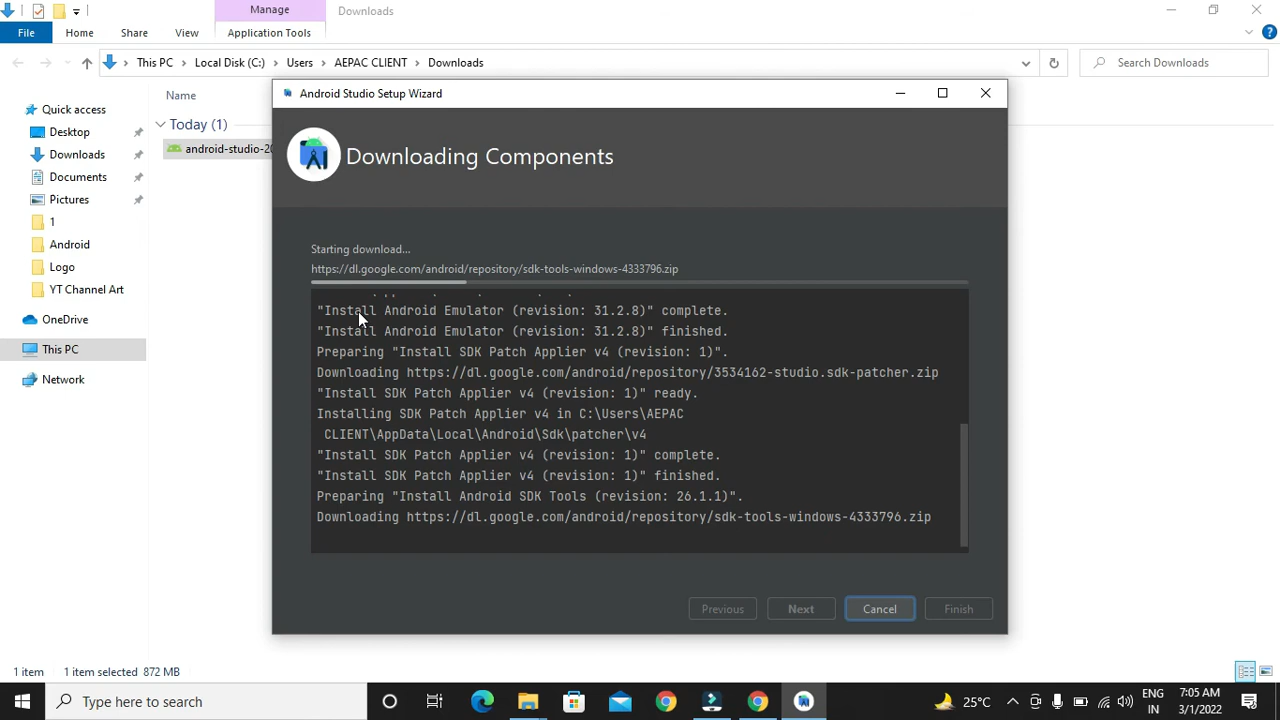 Manage
Downloads
File
Home
Share
View
Application Tools
This PC
Local Disk (C:)
Users
AEPAC CLIENT
Downloads
Search Downloads
Quick access
Desktop
Downloads
Documents
Pictures
1
Android
Logo
YT Channel Art
OneDrive
This PC
Network
Name
Today (1)
android-studio-20
Android Studio Setup Wizard
Downloading Components
Starting download...
https://dl.google.com/android/repository/sdk-tools-windows-4333796.zip
"Install Android Emulator (revision: 31.2.8)" complete.
"Install Android Emulator (revision: 31.2.8)" finished.
Preparing "Install SDK Patch Applier v4 (revision: 1)".
Downloading https://dl.google.com/android/repository/3534162-studio.sdk-patcher.zip
"Install SDK Patch Applier v4 (revision: 1)" ready.
Installing SDK Patch Applier v4 in C:\Users\AEPAC
CLIENT\AppData\Local\Android\Sdk\patcher\v4
"Install SDK Patch Applier v4 (revision: 1)" complete.
"Install SDK Patch Applier v4 (revision: 1)" finished.
Preparing "Install Android SDK Tools (revision: 26.1.1)".
Downloading https://dl.google.com/android/repository/sdk-tools-windows-4333796.zip
Previous
Next
Cancel
Finish
1 item
1 item selected 872 MB
Type here to search
25°C
ENG
IN
7:05 AM
3/1/2022